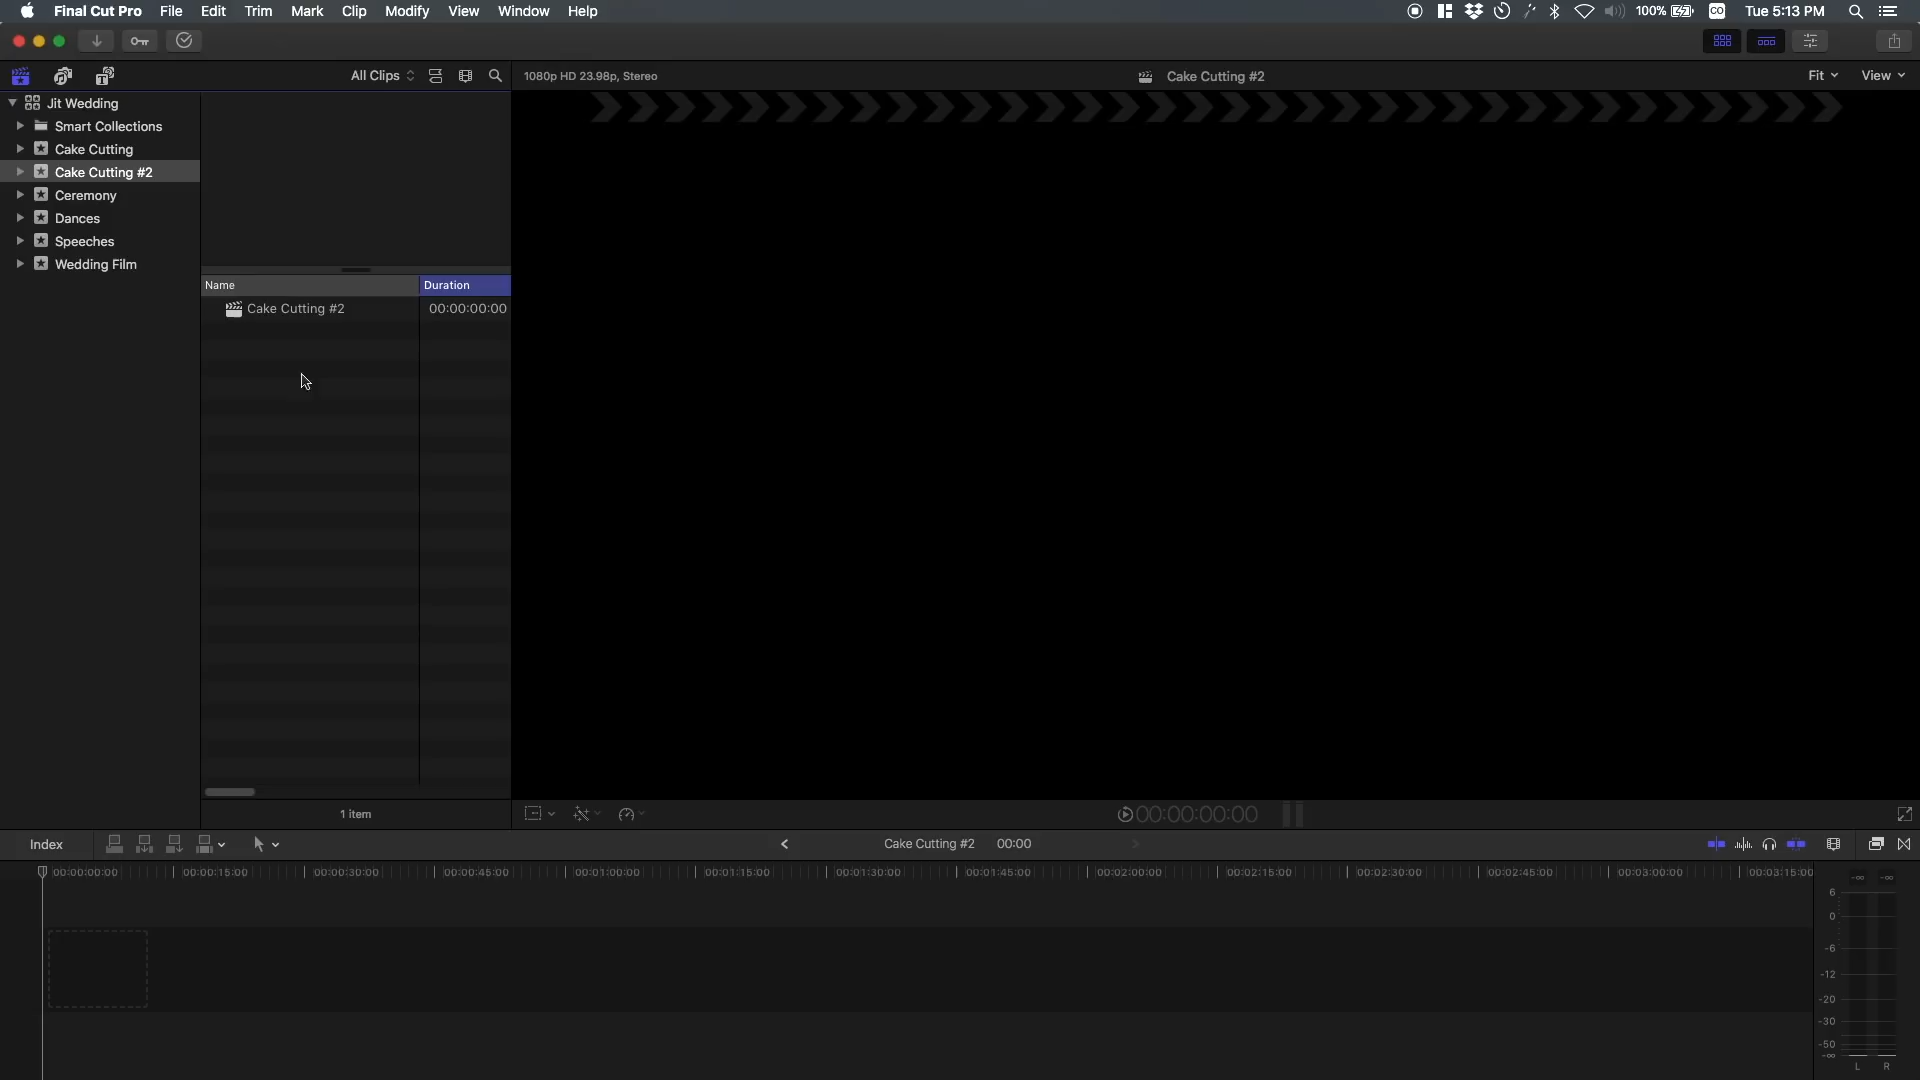 Final Cut Pro File Edit Trim Mark Clip Modify View Window Help 100% CO Tue 5:13 PM
All Clips 1080p HD 23.98p, Stereo Cake Cutting #2 Fit View
Jit Wedding
Smart Collections
Cake Cutting
Cake Cutting #2
Ceremony
Dances
Speeches
Wedding Film
Name Duration
Cake Cutting #2 00:00:00:00
1 item 00:00:00:00
Index Cake Cutting #2 00:00
00:00:00:00 00:00:15:00 00:00:30:00 00:00:45:00 00:01:00:00 00:01:15:00 00:01:30:00 00:01:45:00 00:02:00:00 00:02:15:00 00:02:30:00 00:02:45:00 00:03:00:00 00:03:15:00
-∞ -∞
6
0
-6
-12
-20
-30
-50
-∞
L R